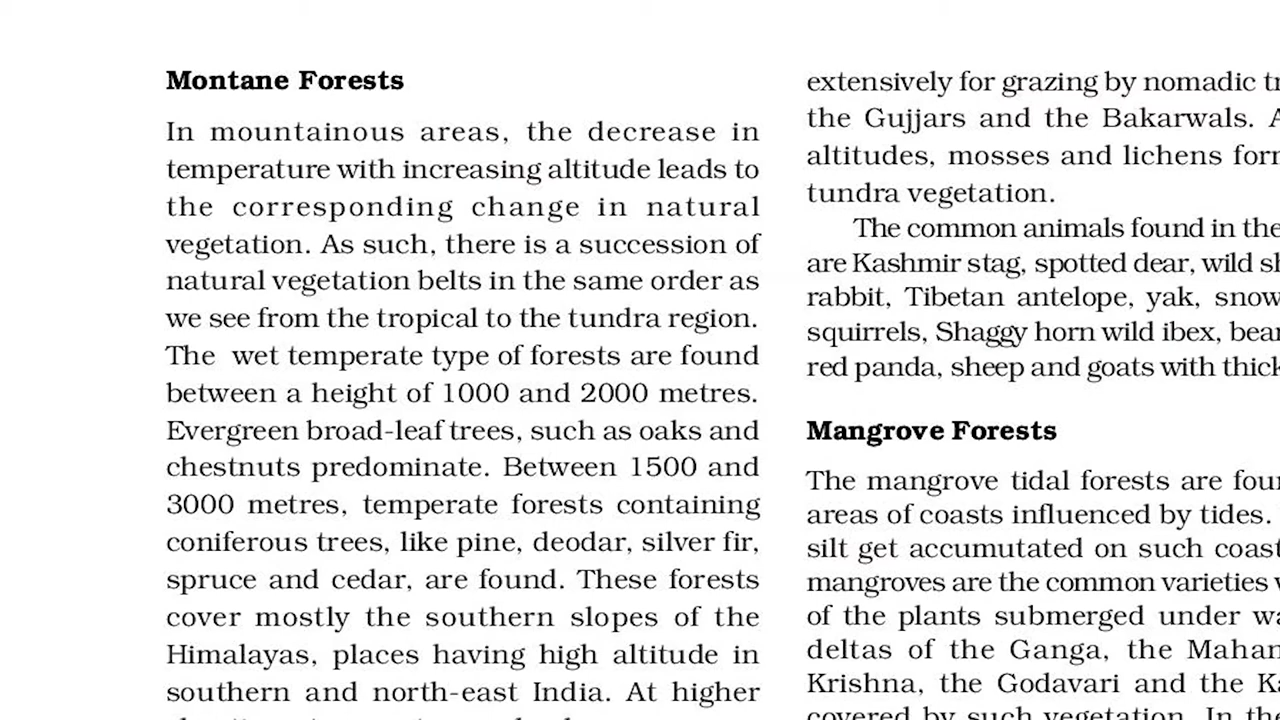 Montane Forests
In mountainous areas, the decrease in
temperature with increasing altitude leads to
the corresponding change in natural
vegetation. As such, there is a succession of
natural vegetation belts in the same order as
we see from the tropical to the tundra region.
The wet temperate type of forests are found
between a height of 1000 and 2000 metres.
Evergreen broad-leaf trees, such as oaks and
chestnuts predominate. Between 1500 and
3000 metres, temperate forests containing
coniferous trees, like pine, deodar, silver fir,
spruce and cedar, are found. These forests
cover mostly the southern slopes of the
Himalayas, places having high altitude in
southern and north-east India. At higher
extensively for grazing by nomadic
the Gujjars and the Bakarwals.
altitudes, mosses and lichens
tundra vegetation.
The common animals found in the
are Kashmir stag, spotted dear, wild
rabbit, Tibetan antelope, yak,
squirrels, Shaggy horn wild ibex,
red panda, sheep and goats with
Mangrove Forests
The mangrove tidal forests are
areas of coasts influenced by tides.
silt get accumutated on such
mangroves are the common varieties
of the plants submerged under
deltas of the Ganga, the
Krishna, the Godavari and the
covered by such vegetation. In the